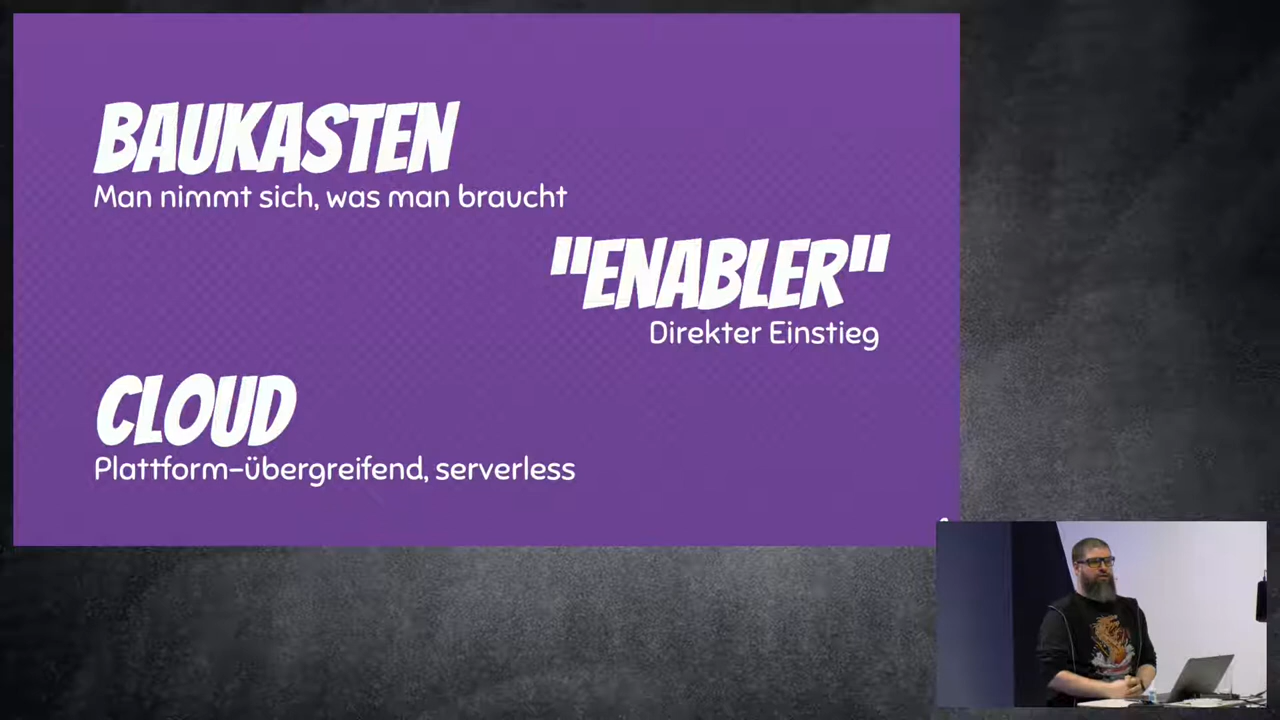 BAUKASTEN
Man nimmt sich, was man braucht
"ENABLER"
Direkter Einstieg
CLOUD
Plattform-übergreifend, serverless